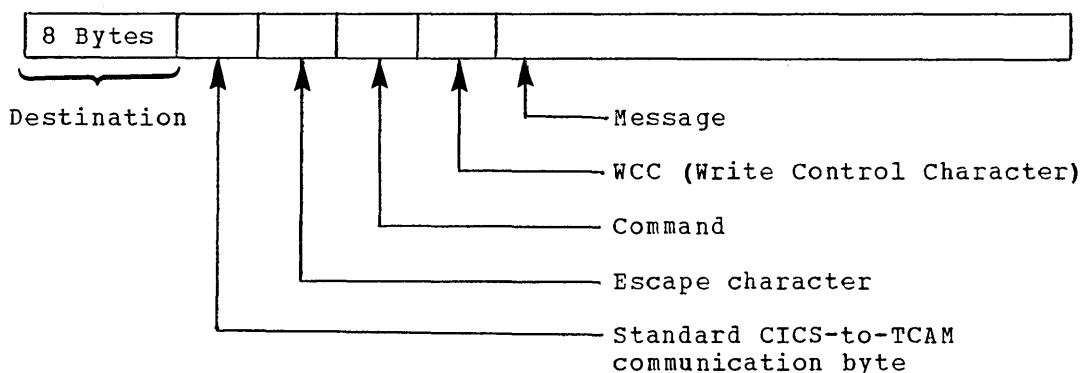 8 Bytes
Destination
Message
WCC (Write Control Character)
Command
Escape character
Standard CICS-to-TCAM
communication byte